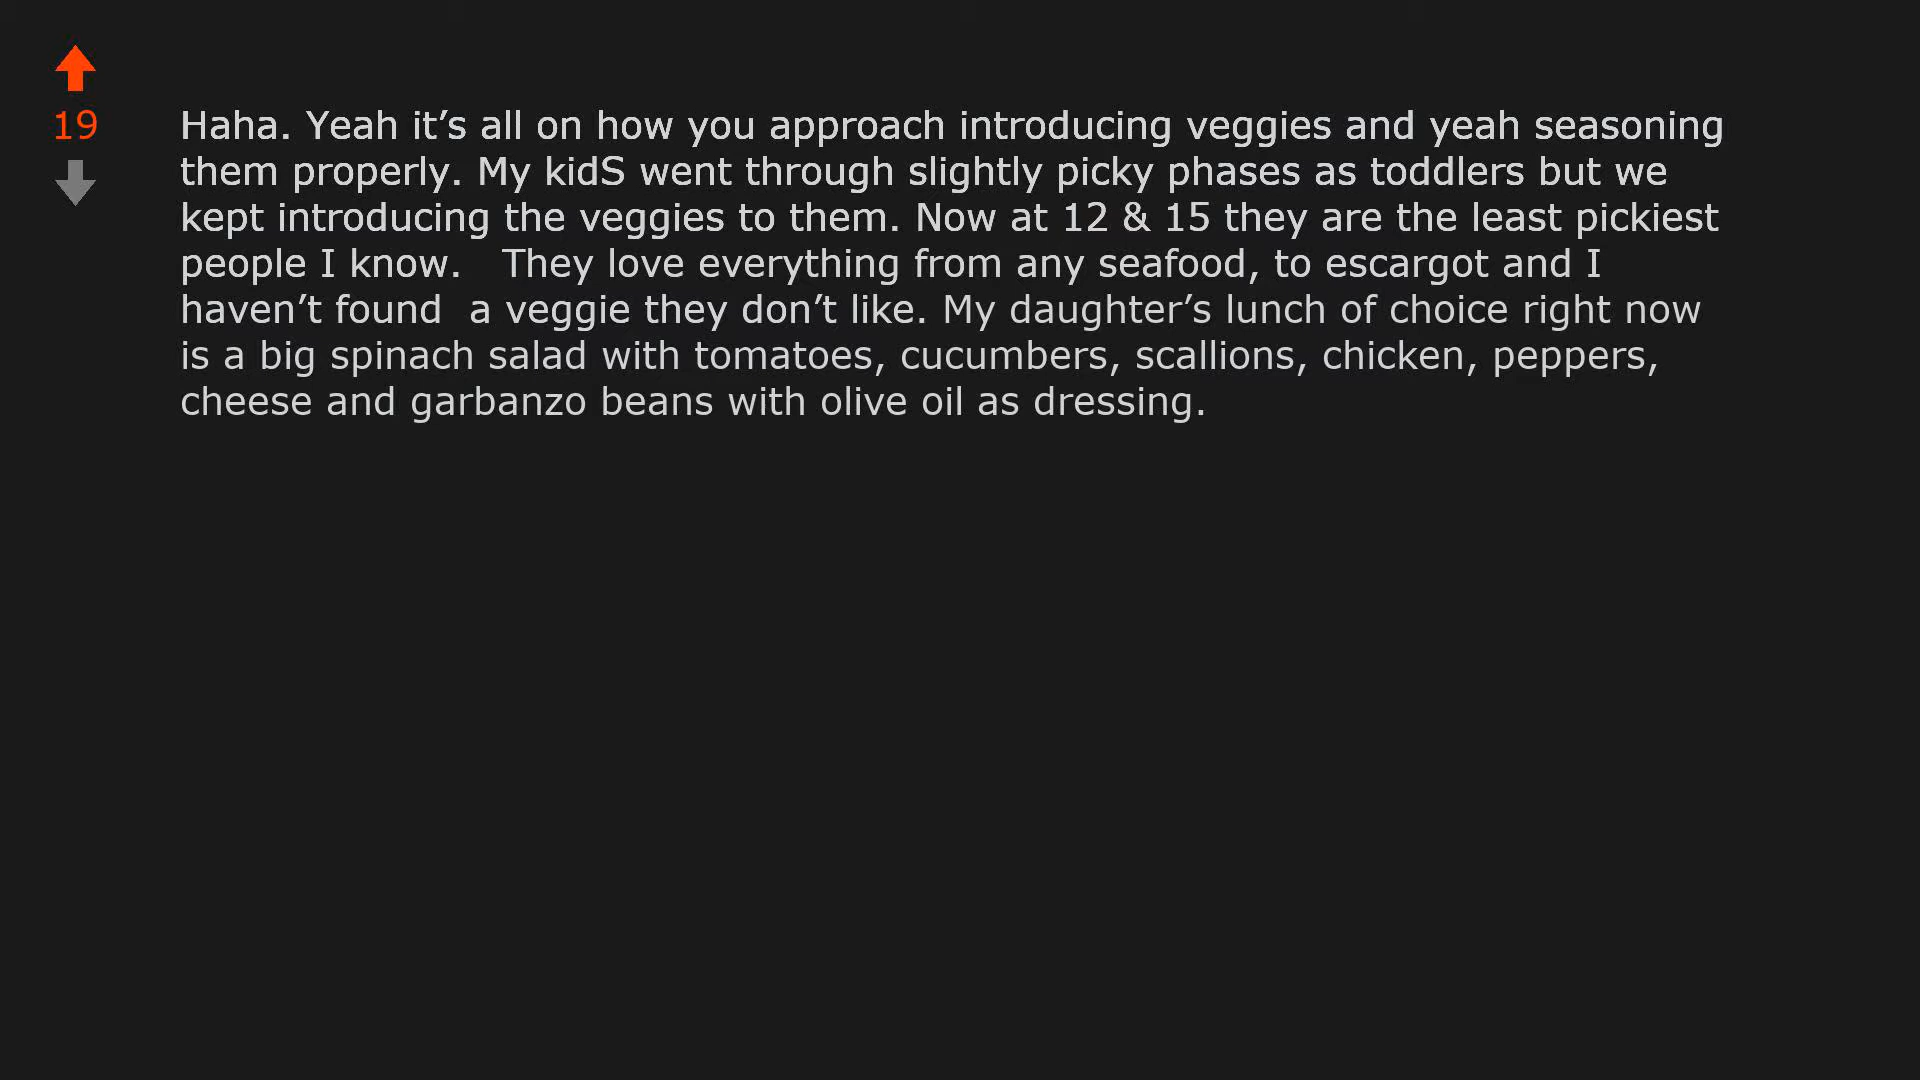 19
Haha. Yeah it’s all on how you approach introducing veggies and yeah seasoning
them properly. My kidS went through slightly picky phases as toddlers but we
kept introducing the veggies to them. Now at 12 & 15 they are the least pickiest
people I know.   They love everything from any seafood, to escargot and I
haven’t found  a veggie they don’t like. My daughter’s lunch of choice right now
is a big spinach salad with tomatoes, cucumbers, scallions, chicken, peppers,
cheese and garbanzo beans with olive oil as dressing.